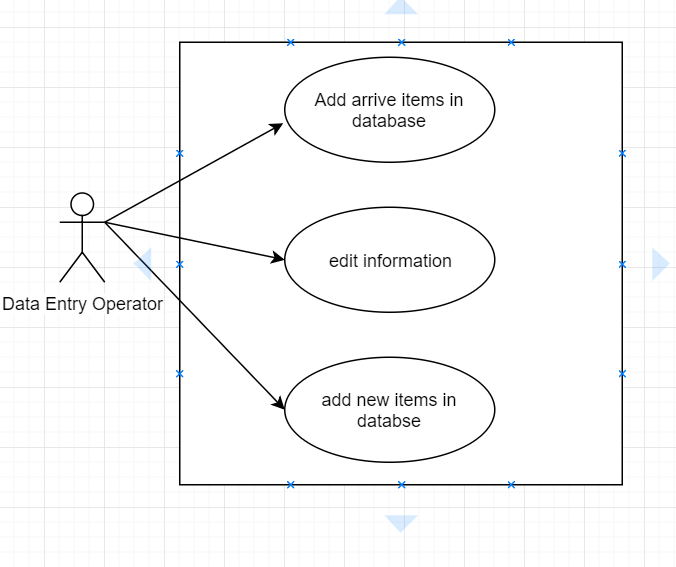 Add arrive items in
database
edit information
Data Entry Operator
add new items in
databse